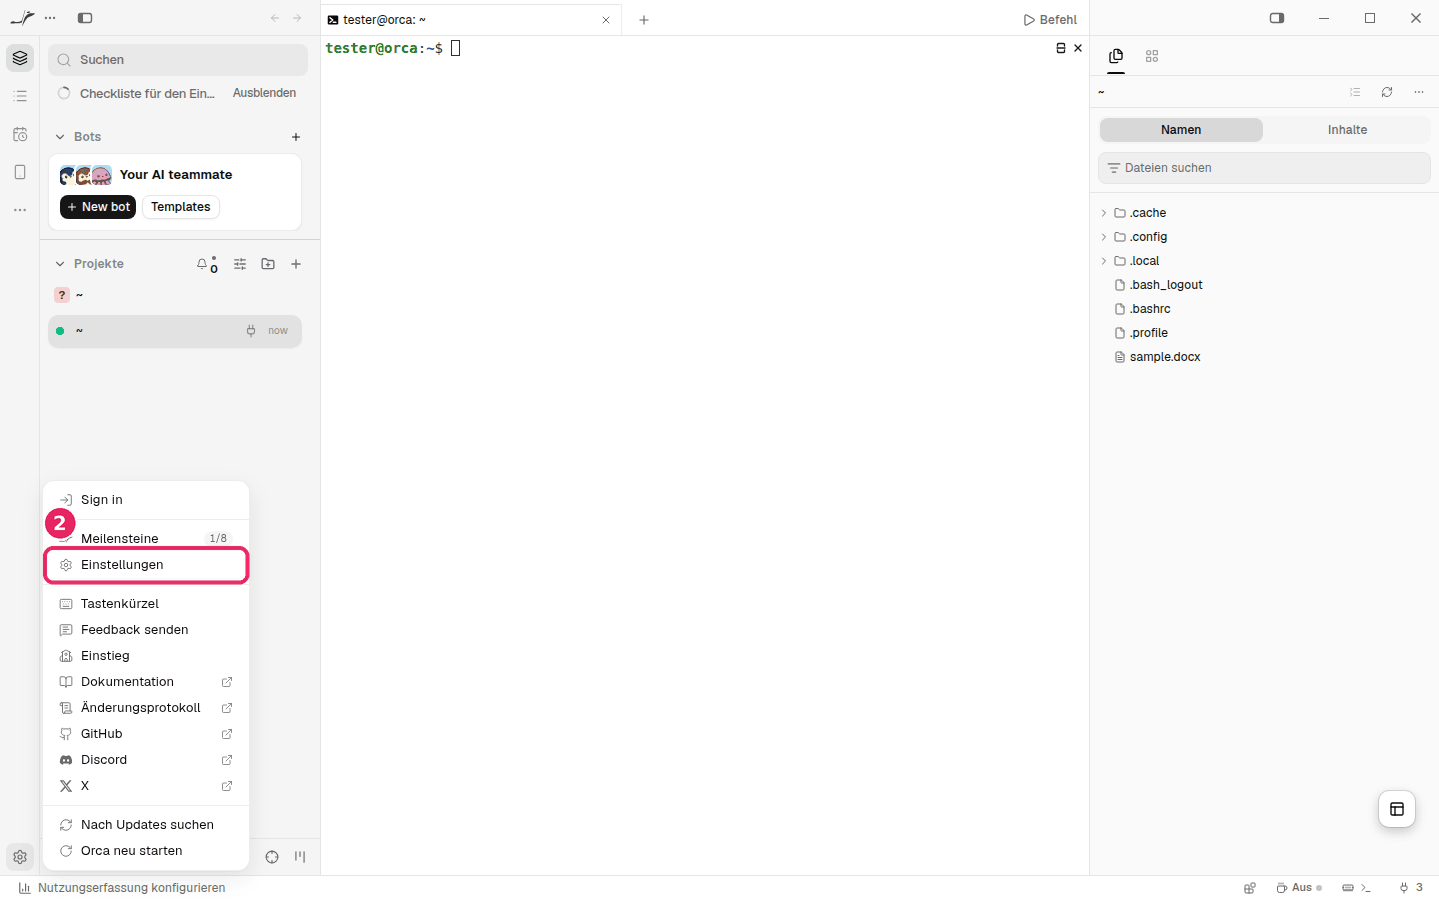 tester@orca: ~
Befehl
Suchen
Checkliste für den Ein...
Ausblenden
Bots
Your AI teammate
New bot
Templates
Projekte
0
? ~
~
now
tester@orca:~$
~
Namen
Inhalte
Dateien suchen
.cache
.config
.local
.bash_logout
.bashrc
.profile
sample.docx
Sign in
2
Meilensteine
1/8
Einstellungen
Tastenkürzel
Feedback senden
Einstieg
Dokumentation
Änderungsprotokoll
GitHub
Discord
X
Nach Updates suchen
Orca neu starten
Nutzungserfassung konfigurieren
Aus
3